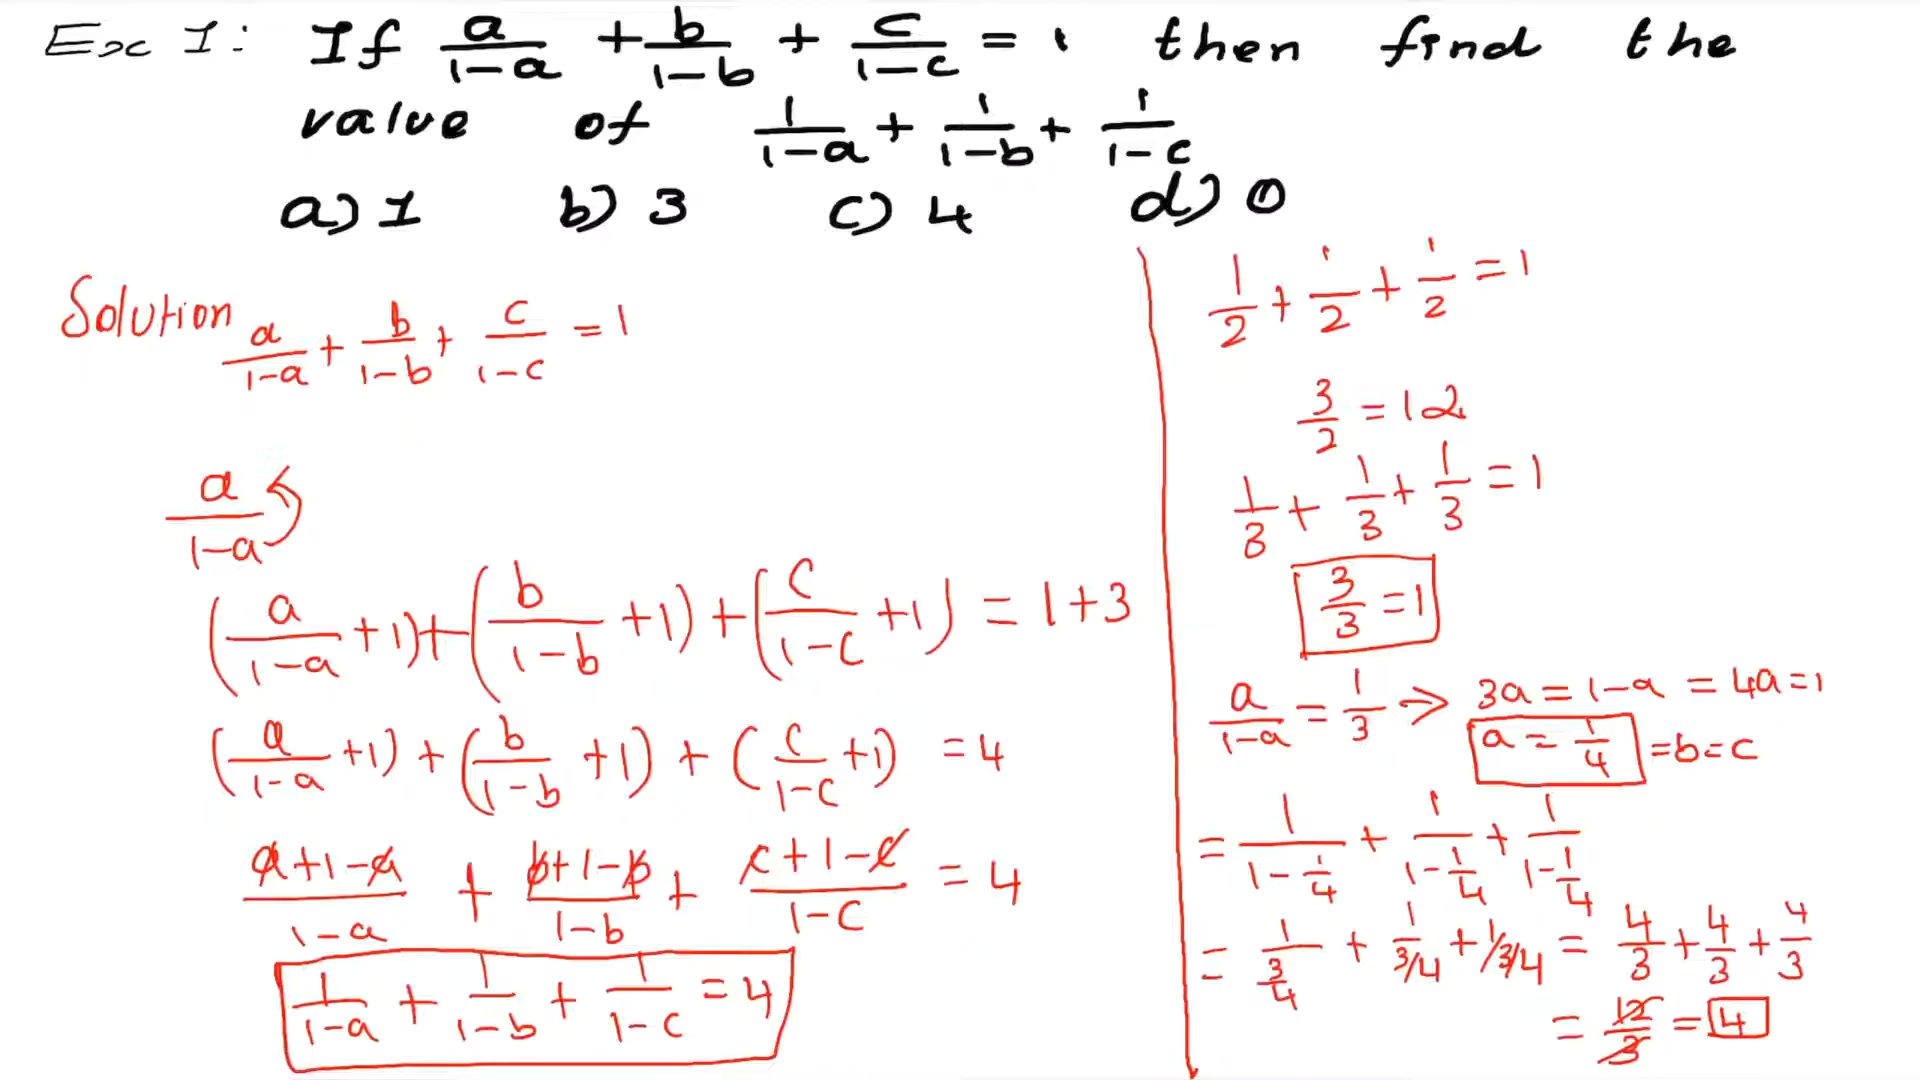 Exc 1: If a/(1-a) + b/(1-b) + c/(1-c) = 1 then find the
value of 1/(1-a) + 1/(1-b) + 1/(1-c)
a) 1 b) 3 c) 4 d) 0
Solution
a/(1-a) + b/(1-b) + c/(1-c) = 1
a/(1-a)
(a/(1-a) +1) + (b/(1-b) +1) + (c/(1-c) +1) = 1+3
(a/(1-a) +1) + (b/(1-b) +1) + (c/(1-c) +1) = 4
(a+1-a)/(1-a) + (b+1-b)/(1-b) + (c+1-c)/(1-c) = 4
1/(1-a) + 1/(1-b) + 1/(1-c) = 4
1/2 + 1/2 + 1/2 = 1
3/2 = 1 2
1/3 + 1/3 + 1/3 = 1
3/3 = 1
a/(1-a) = 1/3 ⇒ 3a = 1-a = 4a = 1
a = 1/4 = b = c
= 1/(1-1/4) + 1/(1-1/4) + 1/(1-1/4)
= 1/(3/4) + 1/(3/4) + 1/(3/4) = 4/3 + 4/3 + 4/3
= 12/3 = 4